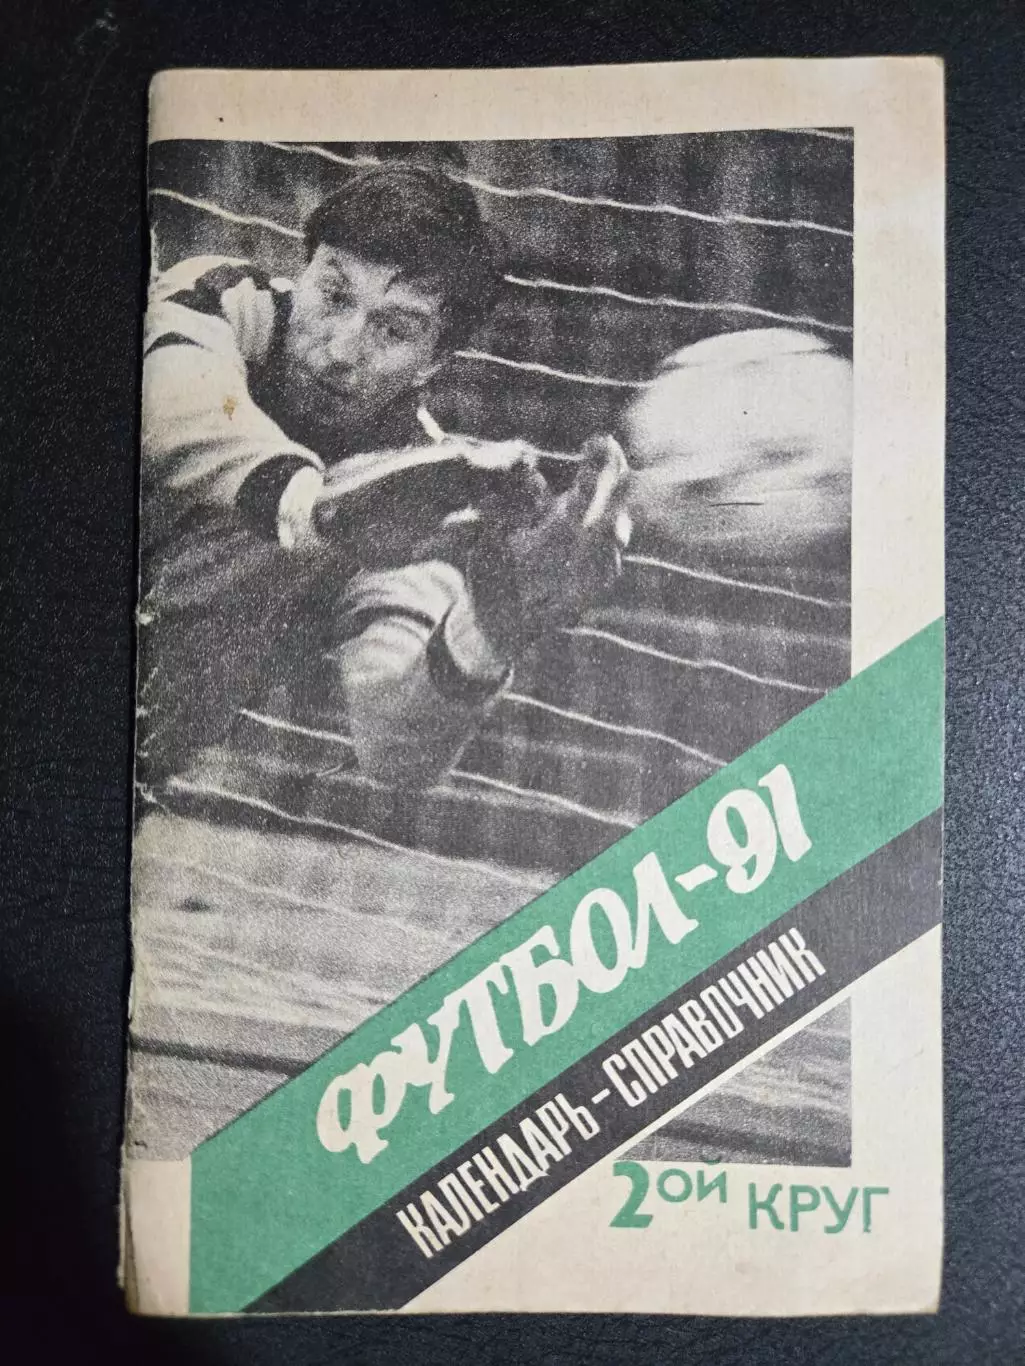 ФУТБОЛ-91
КАЛЕНДАРЬ-СПРАВОЧНИК
2ОЙ КРУГ